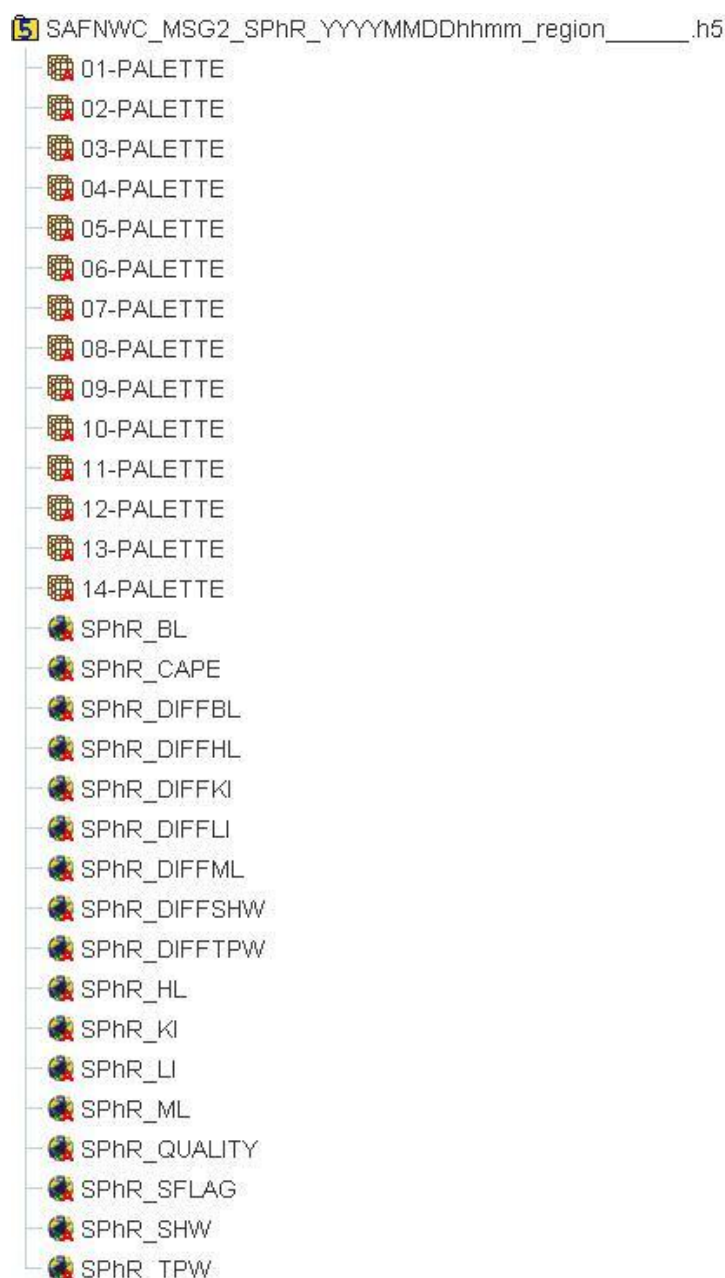 SAFNWC_MSG2_SPhR_YYYYMMDDhhmm_region_______.h5
01-PALETTE
02-PALETTE
03-PALETTE
04-PALETTE
05-PALETTE
06-PALETTE
07-PALETTE
08-PALETTE
09-PALETTE
10-PALETTE
11-PALETTE
12-PALETTE
13-PALETTE
14-PALETTE
SPhR_BL
SPhR_CAPE
SPhR_DIFFBL
SPhR_DIFFHL
SPhR_DIFFKI
SPhR_DIFFLI
SPhR_DIFFML
SPhR_DIFFSHW
SPhR_DIFFTPW
SPhR_HL
SPhR_KI
SPhR_LI
SPhR_ML
SPhR_QUALITY
SPhR_SFLAG
SPhR_SHW
SPhR_TPW